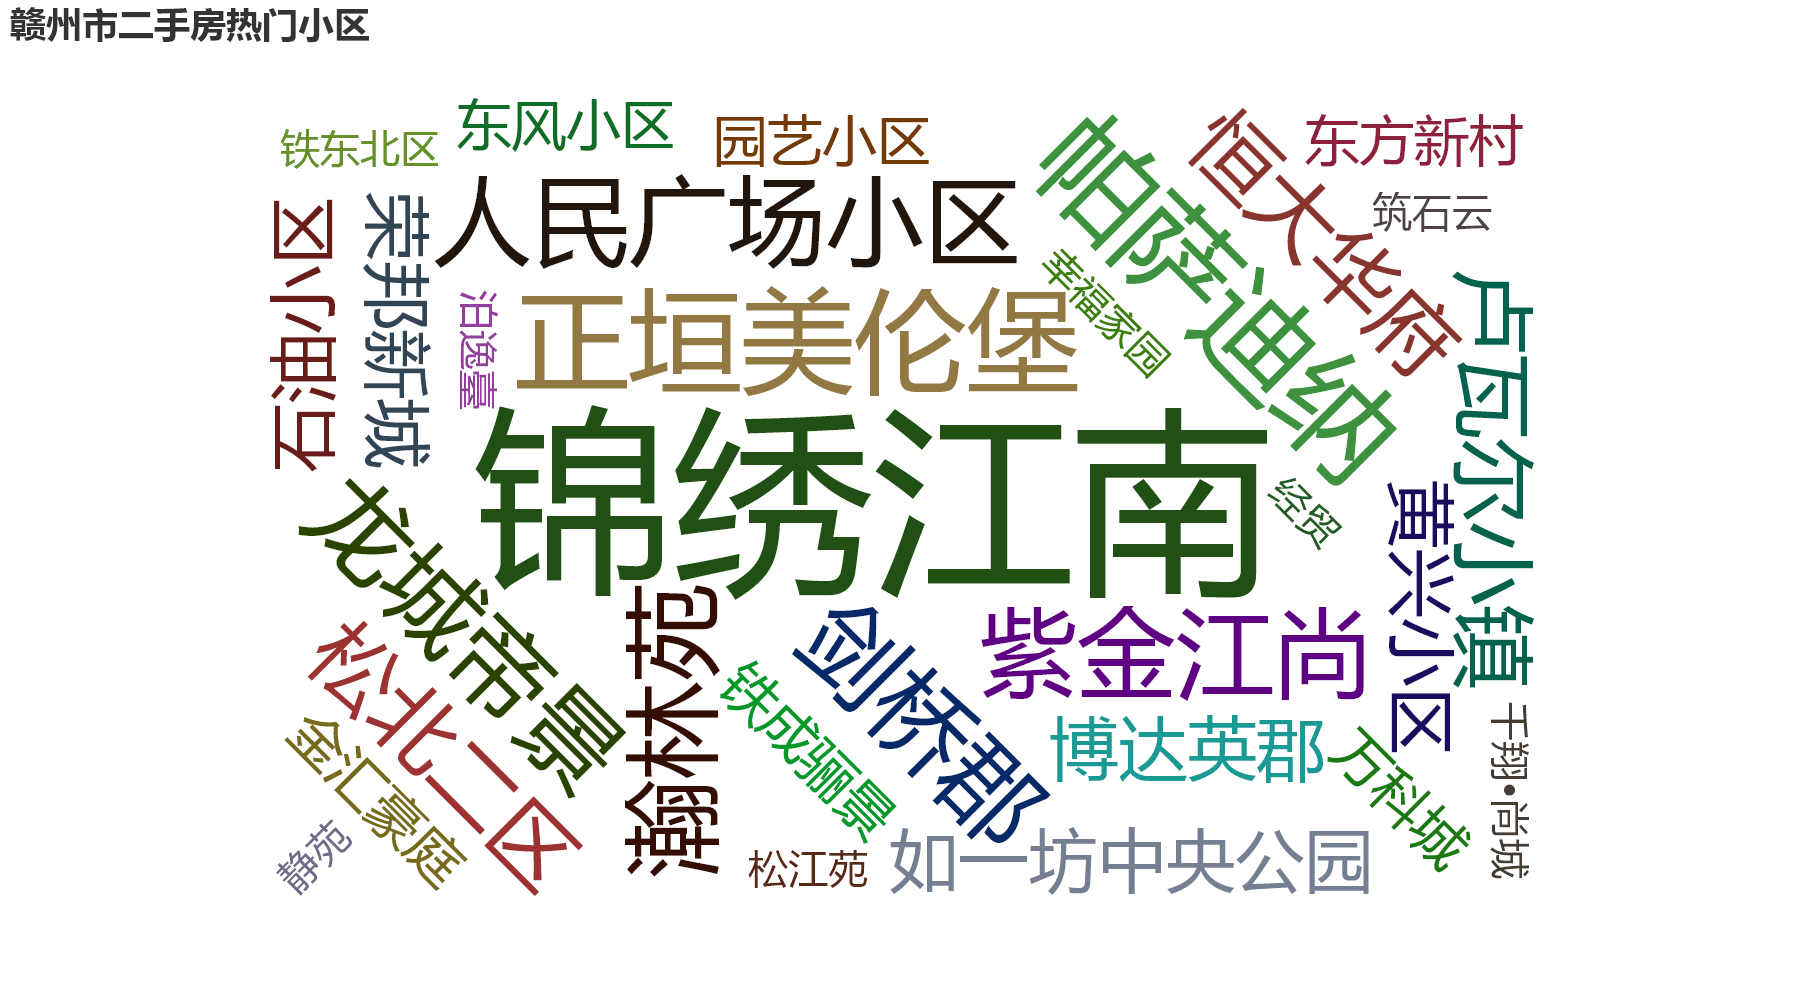 赣州市二手房热门小区
铁东北区
东风小区
园艺小区
帕萨迪纳
恒大华府
东方新村
筑石云
石油小区
荣邦新城
人民广场小区
泊逸臺
正垣美伦堡
幸福家园
卢瓦尔小镇
锦绣江南
经贸
黄兴小区
龙城帝景
松北二区
瀚林苑
剑桥郡
紫金江尚
金汇豪庭
铁成骊景
博达英郡
万科城
千翔•尚城
静苑
松江苑
如一坊中央公园